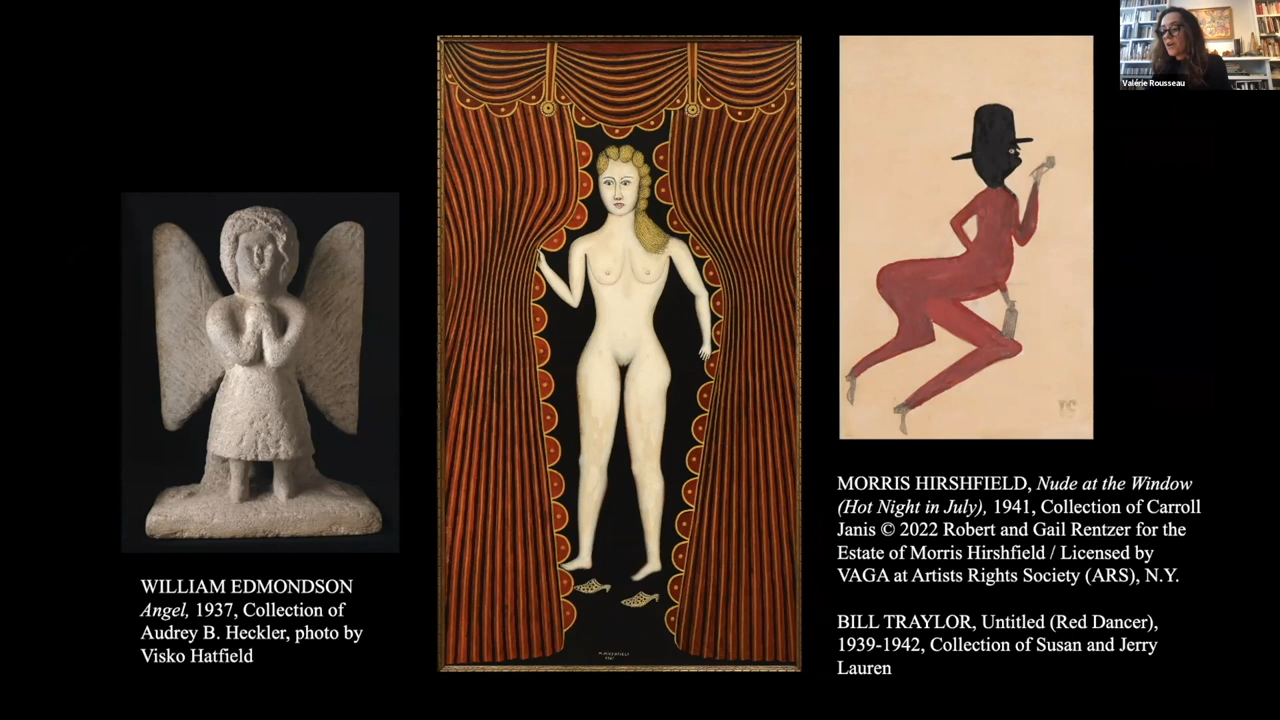 Valérie Rousseau
WILLIAM EDMONDSON
Angel, 1937, Collection of
Audrey B. Heckler, photo by
Visko Hatfield
M. HIRSHFIELD
1941
MORRIS HIRSHFIELD, Nude at the Window
(Hot Night in July), 1941, Collection of Carroll
Janis © 2022 Robert and Gail Rentzer for the
Estate of Morris Hirshfield / Licensed by
VAGA at Artists Rights Society (ARS), N.Y.
BILL TRAYLOR, Untitled (Red Dancer),
1939-1942, Collection of Susan and Jerry
Lauren